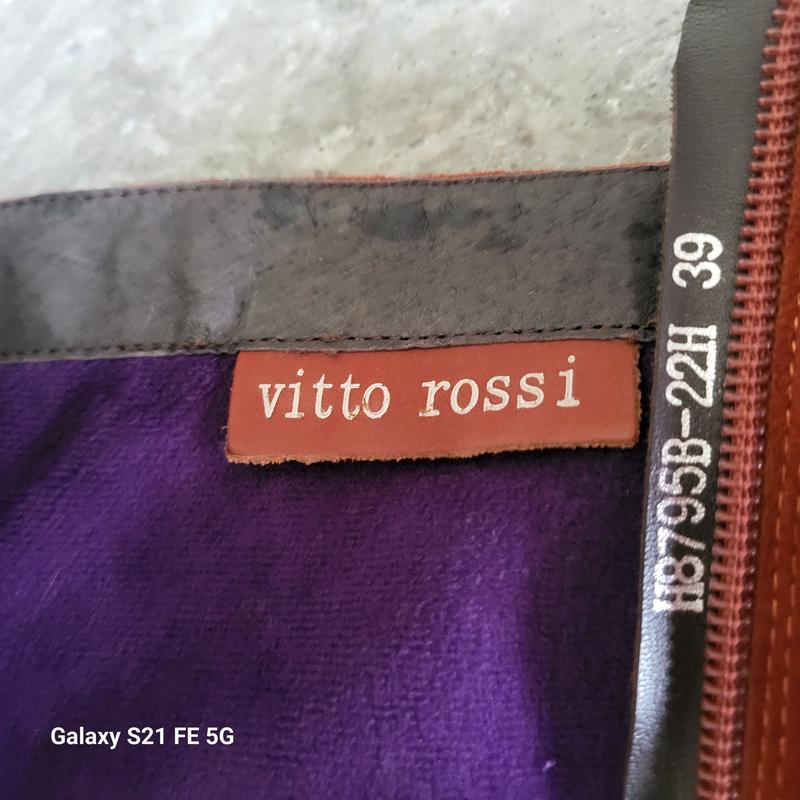 vitto rossi
H8795B-22H 39
Galaxy S21 FE 5G